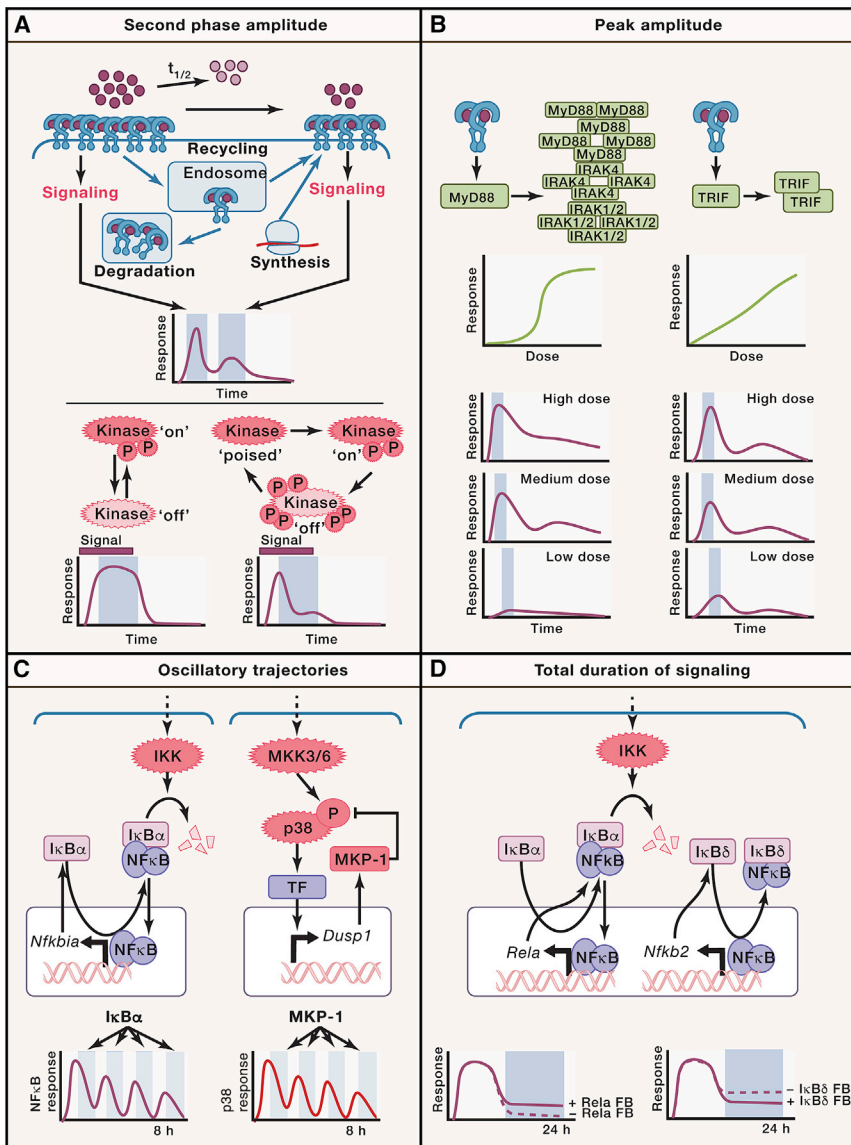 A Second phase amplitude
t1/2
Recycling
Endosome
Signaling
Signaling
Degradation
Synthesis
Response
Time
Kinase 'on'
P P
Kinase 'off'
Kinase
'poised'
Kinase
'on' P P
P P
Kinase
P P P P
'off'
Signal
Response
Time
Signal
Response
Time
B Peak amplitude
MyD88
MyD88 MyD88
MyD88
MyD88 MyD88
MyD88
IRAK4
IRAK4 IRAK4
IRAK4
IRAK1/2
IRAK1/2 IRAK1/2
IRAK1/2
TRIF
TRIF
TRIF
Response
Dose
Response
Dose
Response
High dose
Response
Medium dose
Response
Low dose
Time
Response
High dose
Response
Medium dose
Response
Low dose
Time
C Oscillatory trajectories
IKK
IκBα
IκBα
NFκB
Nfkbia
NFκB
MKK3/6
P
p38
MKP-1
TF
Dusp1
IκBα
NFκB
response
8 h
MKP-1
p38
response
8 h
D Total duration of signaling
IKK
IκBα
IκBα
NFkB
IκBδ
IκBδ
NFκB
Rela
NFκB
Nfkb2
NFκB
Response
+ Rela FB
− Rela FB
24 h
Response
− IκBδ FB
+ IκBδ FB
24 h